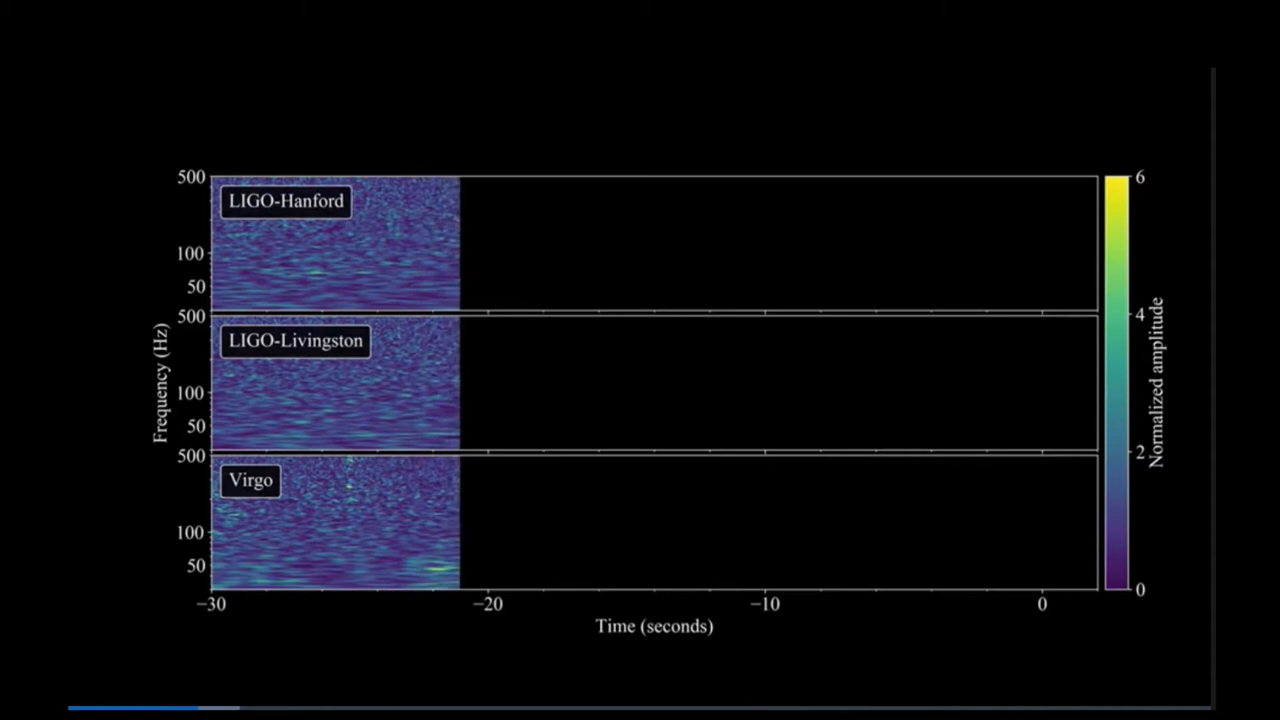 500
LIGO-Hanford
100
50
500
LIGO-Livingston
100
50
500
Virgo
100
50
Frequency (Hz)
−30
−20
−10
0
Time (seconds)
6
4
2
0
Normalized amplitude